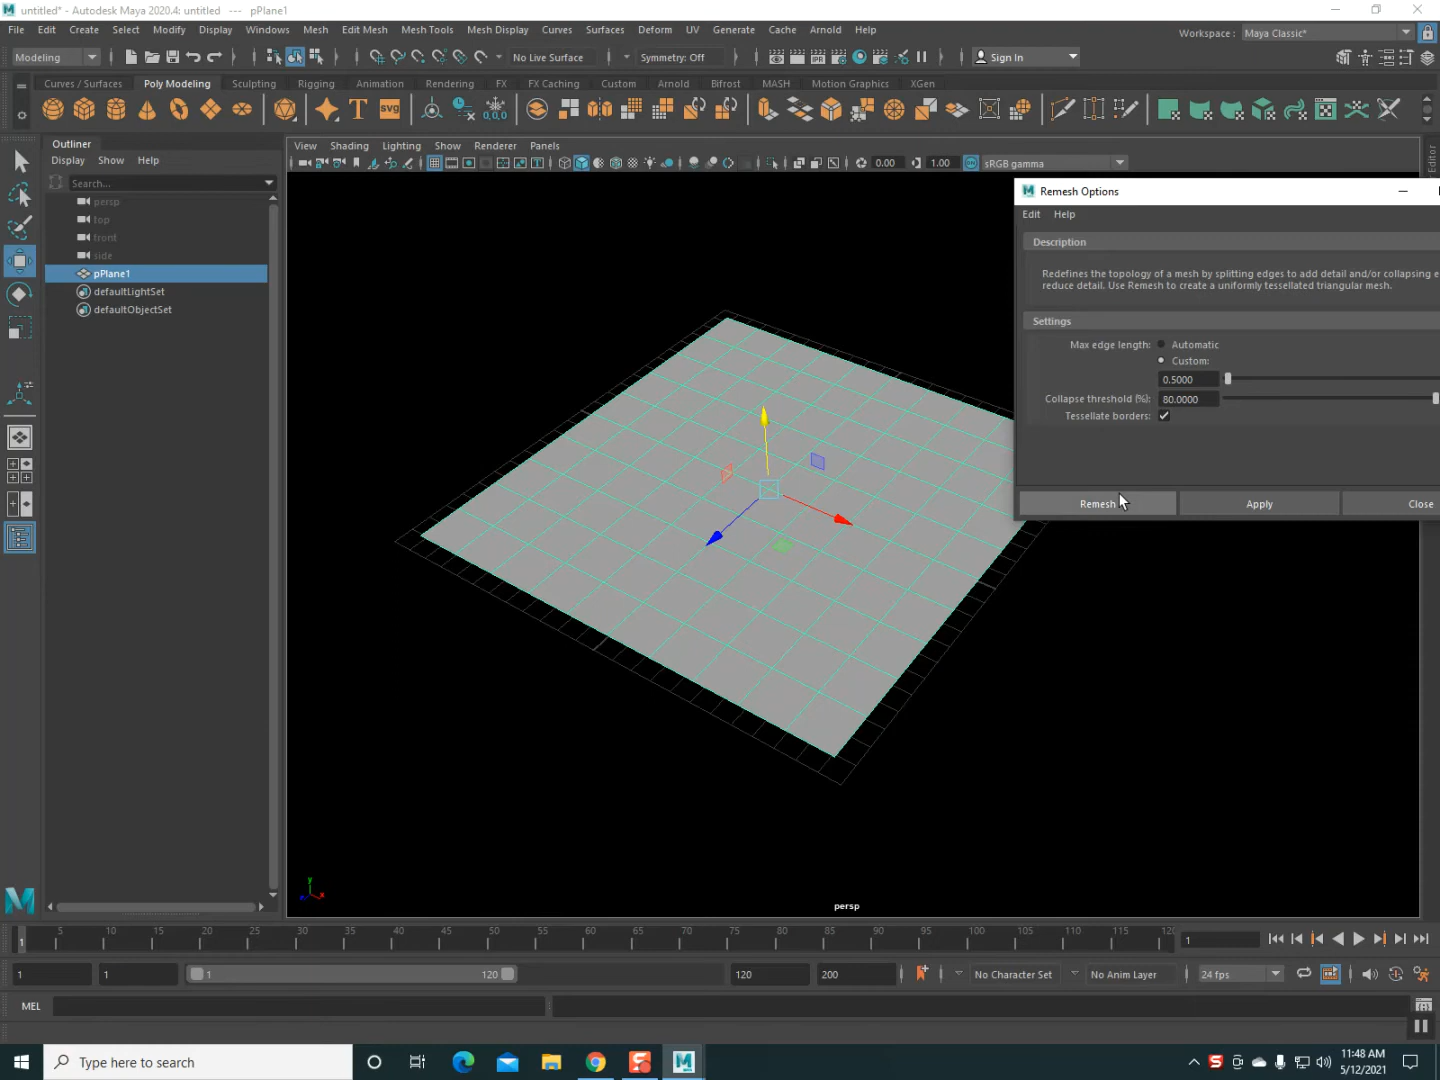 untitled* - Autodesk Maya 2020.4: untitled --- pPlane1
File Edit Create Select Modify Display Windows Mesh Edit Mesh Mesh Tools Mesh Display Curves Surfaces Deform UV Generate Cache Arnold Help
Workspace : Maya Classic*
Modeling
No Live Surface
Symmetry: Off
IPR
Sign In
Curves / Surfaces Poly Modeling Sculpting Rigging Animation Rendering FX FX Caching Custom Arnold Bifrost MASH Motion Graphics XGen
T SVG 0,0,0
Outliner
Display Show Help
Search...
persp
top
front
side
pPlane1
defaultLightSet
defaultObjectSet
View Shading Lighting Show Renderer Panels
0.00 1.00 sRGB gamma
Remesh Options
Edit Help
Description
Redefines the topology of a mesh by splitting edges to add detail and/or collapsing e
reduce detail. Use Remesh to create a uniformly tessellated triangular mesh.
Settings
Max edge length: Automatic
Custom:
0.5000
Collapse threshold (%): 80.0000
Tessellate borders:
Remesh Apply Close
y
x
persp
1 5 10 15 20 25 30 35 40 45 50 55 60 65 70 75 80 85 90 95 100 105 110 115 120
1
1 1 1 120 120 200 No Character Set No Anim Layer 24 fps
MEL
Type here to search
11:48 AM
5/12/2021